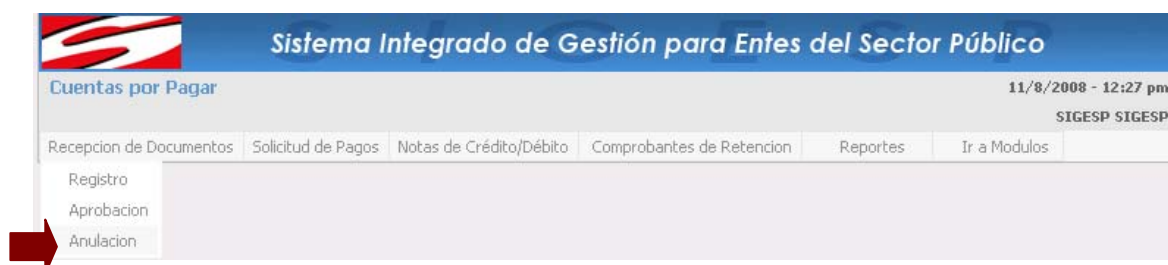 Sistema Integrado de Gestión para Entes del Sector Público
Cuentas por Pagar 11/8/2008 - 12:27 pm
SIGESP SIGESP
Recepcion de Documentos Solicitud de Pagos Notas de Crédito/Débito Comprobantes de Retencion Reportes Ir a Modulos
Registro
Aprobacion
Anulacion